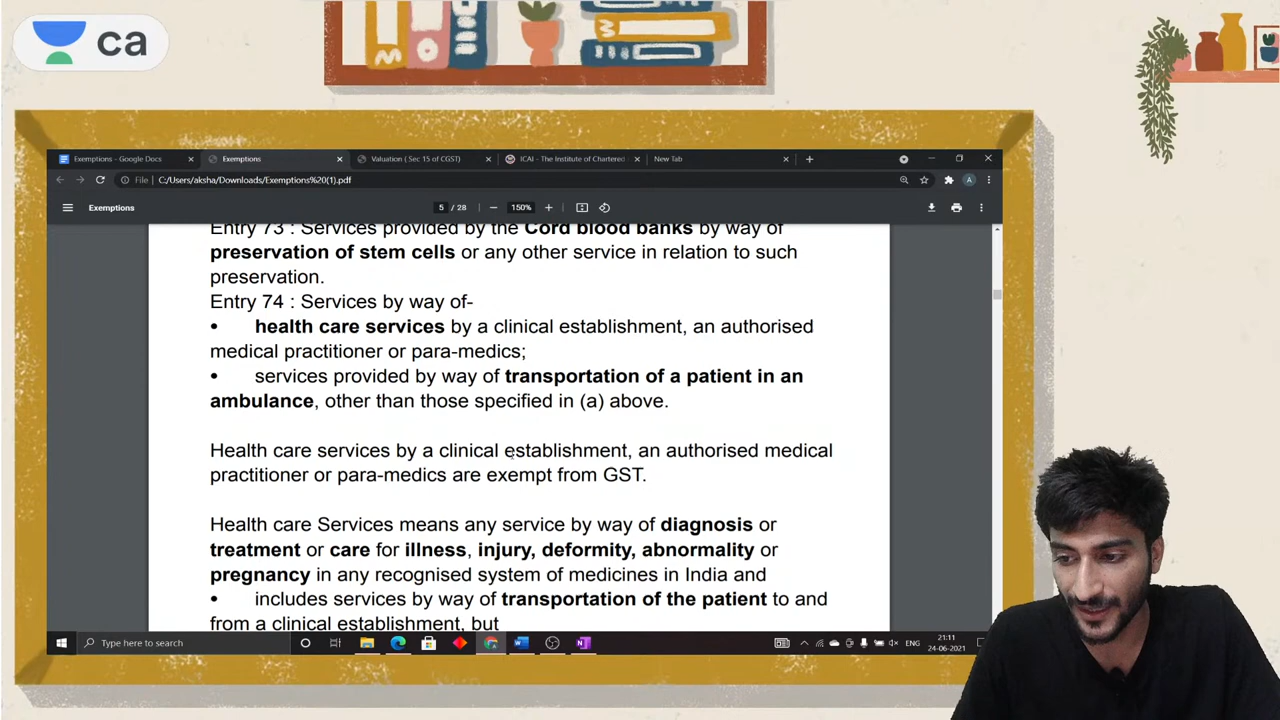 ca
Exemptions - Google Docs
Exemptions
Valuation ( Sec 15 of CGST)
ICAI - The Institute of Chartered
New Tab
File
C:/Users/aksha/Downloads/Exemptions%20(1).pdf
A
Exemptions
5 / 28
150%
Entry 73 : Services provided by the Cord blood banks by way of
preservation of stem cells or any other service in relation to such
preservation.
Entry 74 : Services by way of-
• health care services by a clinical establishment, an authorised
medical practitioner or para-medics;
• services provided by way of transportation of a patient in an
ambulance, other than those specified in (a) above.
Health care services by a clinical establishment, an authorised medical
practitioner or para-medics are exempt from GST.
Health care Services means any service by way of diagnosis or
treatment or care for illness, injury, deformity, abnormality or
pregnancy in any recognised system of medicines in India and
• includes services by way of transportation of the patient to and
from a clinical establishment, but
Type here to search
ENG
21:11
24-06-2021